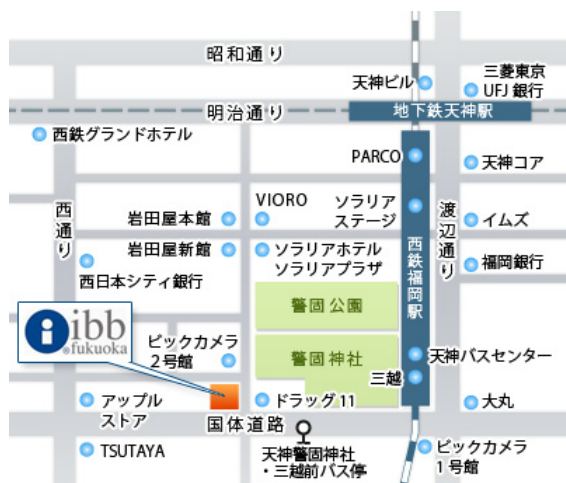 昭和通り
天神ビル
三菱東京
UFJ銀行
明治通り
地下鉄天神駅
西鉄グランドホテル
PARCO
天神コア
西通り
VIORO
ソラリア
ステージ
渡辺通り
岩田屋本館
イムズ
岩田屋新館
ソラリアホテル
ソラリアプラザ
西鉄福岡駅
福岡銀行
西日本シティ銀行
警固公園
ibb
fukuoka
ビックカメラ
2号館
警固神社
天神バスセンター
三越
アップル
ストア
ドラッグ11
大丸
国体道路
TSUTAYA
天神警固神社
・三越前バス停
ビックカメラ
1号館